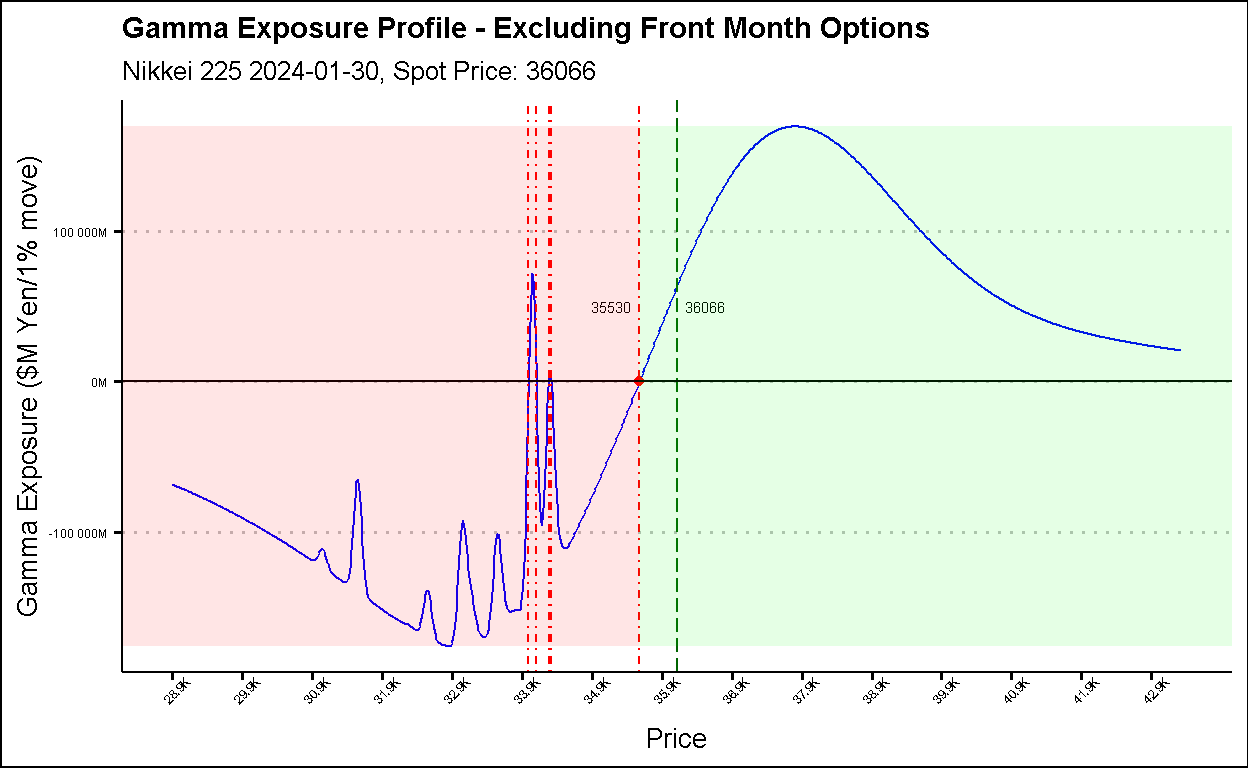 Gamma Exposure Profile - Excluding Front Month Options
Nikkei 225 2024-01-30, Spot Price: 36066
Gamma Exposure ($M Yen/1% move)
100 000M
0M
-100 000M
35530
36066
28.9K
29.9K
30.9K
31.9K
32.9K
33.9K
34.9K
35.9K
36.9K
37.9K
38.9K
39.9K
40.9K
41.9K
42.9K
Price